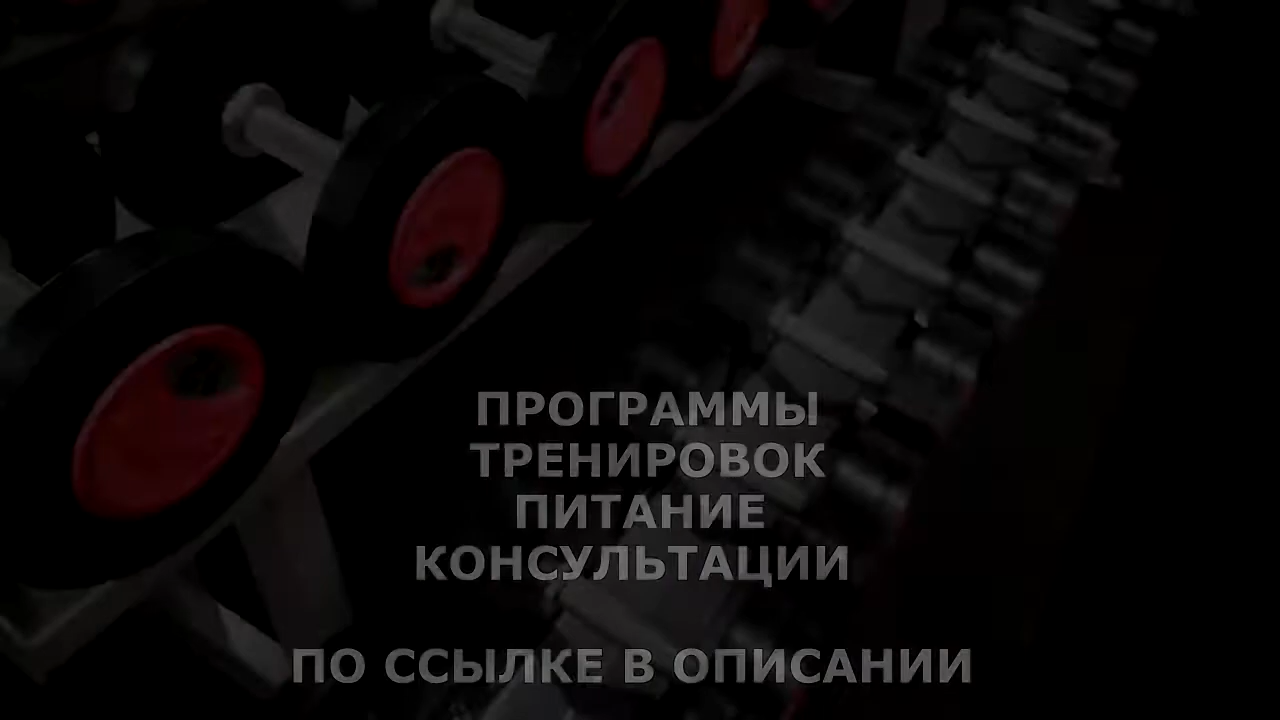 ПРОГРАММЫ
ТРЕНИРОВОК
ПИТАНИЕ
КОНСУЛЬТАЦИИ
ПО ССЫЛКЕ В ОПИСАНИИ